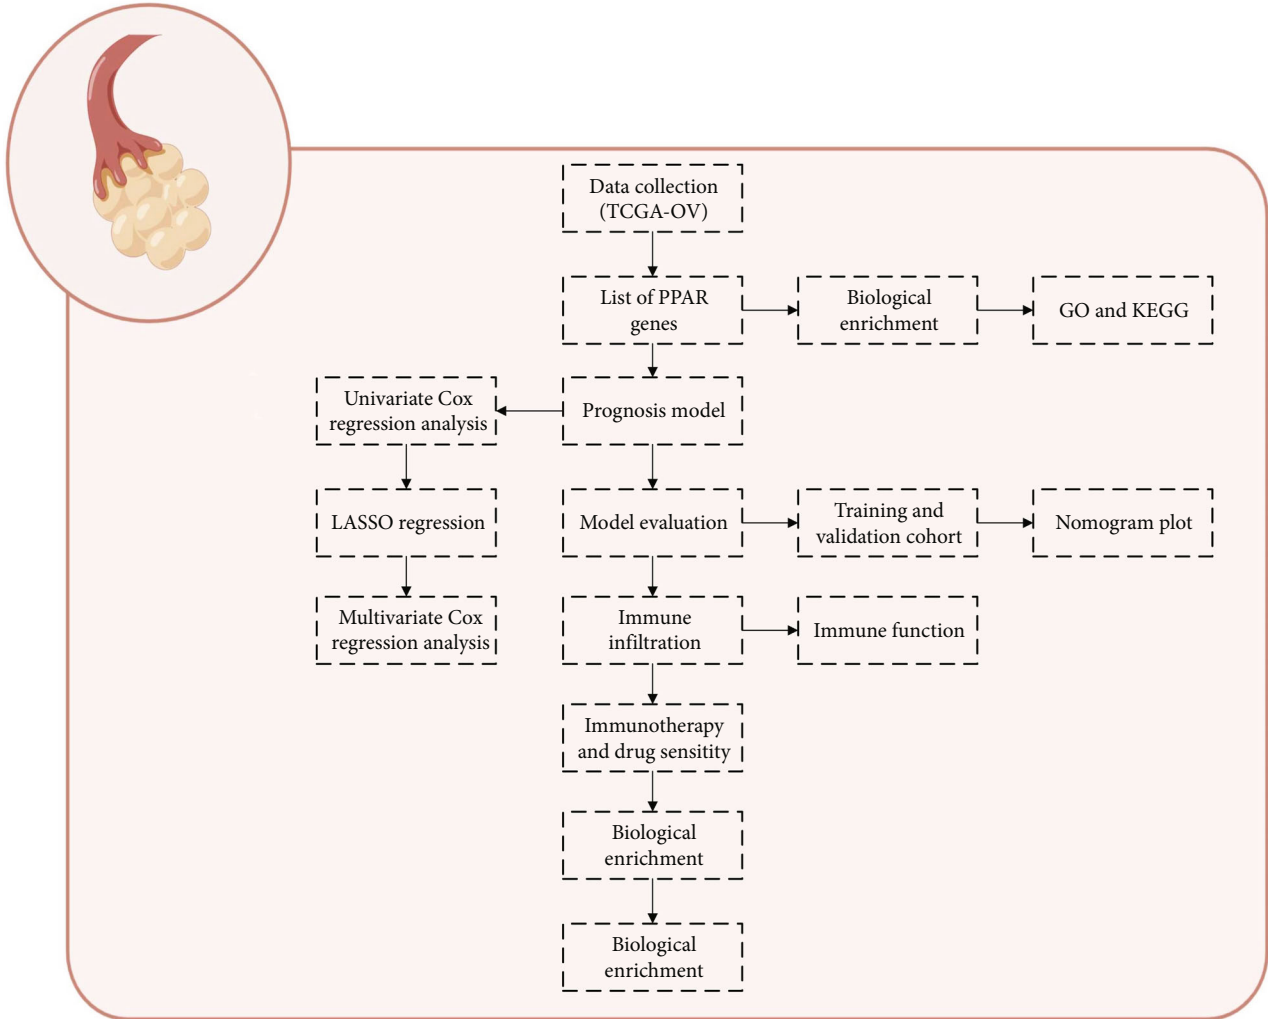 Data collection
(TCGA-OV)
List of PPAR
genes
Biological
enrichment
GO and KEGG
Univariate Cox
regression analysis
Prognosis model
LASSO regression
Model evaluation
Training and
validation cohort
Nomogram plot
Multivariate Cox
regression analysis
Immune
infiltration
Immune function
Immunotherapy
and drug sensitity
Biological
enrichment
Biological
enrichment